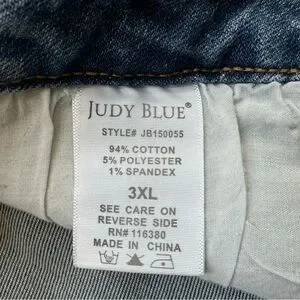 JUDY BLUE®
STYLE# JB150055
94% COTTON
5% POLYESTER
1% SPANDEX
3XL
SEE CARE ON
REVERSE SIDE
RN# 116380
MADE IN CHINA